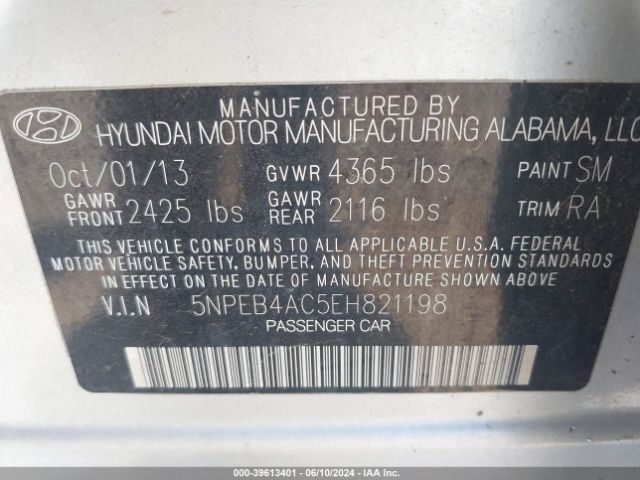 MANUFACTURED BY
HYUNDAI MOTOR MANUFACTURING ALABAMA, LLC
Oct/01/13 GVWR 4365 lbs PAINT SM
GAWR FRONT 2425 lbs GAWR REAR 2116 lbs TRIM RA
THIS VEHICLE CONFORMS TO ALL APPLICABLE U.S.A. FEDERAL
MOTOR VEHICLE SAFETY, BUMPER, AND THEFT PREVENTION STANDARDS
IN EFFECT ON THE DATE OF MANUFACTURE SHOWN ABOVE
V.I.N 5NPEB4AC5EH821198
PASSENGER CAR
000-39613401 - 06/10/2024 - IAA Inc.